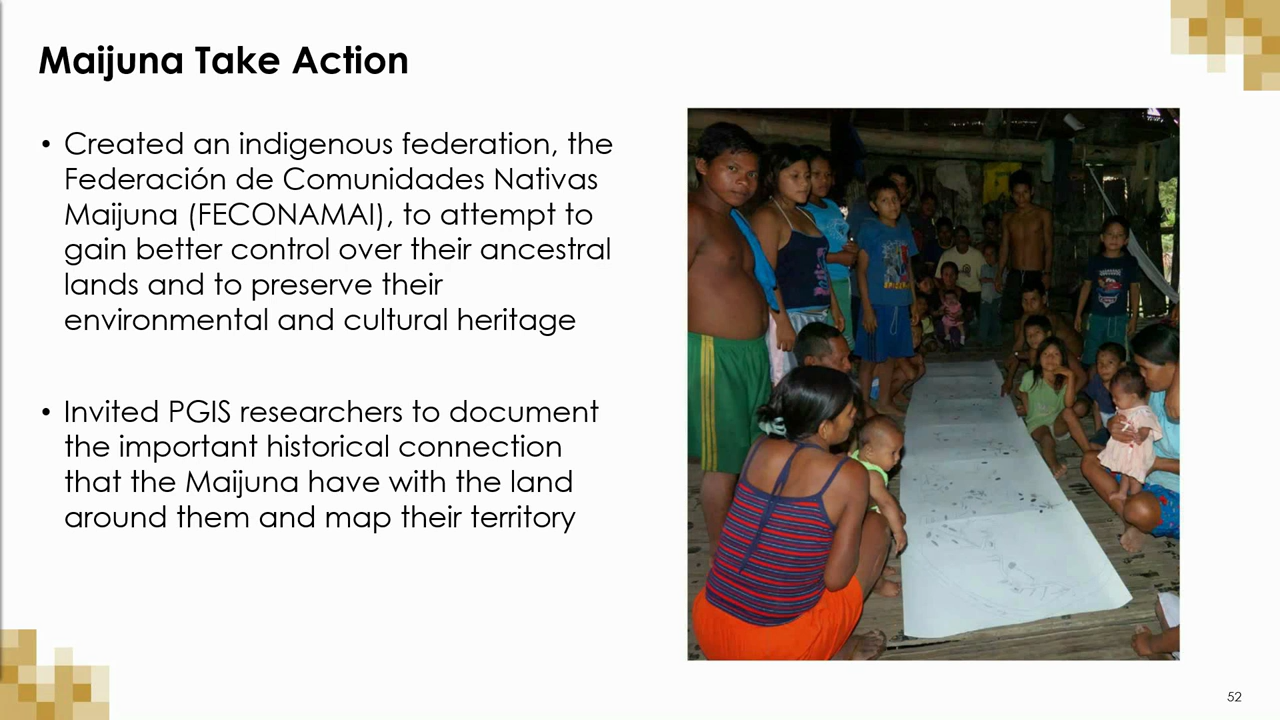 Maijuna Take Action
• Created an indigenous federation, the
Federación de Comunidades Nativas
Maijuna (FECONAMAI), to attempt to
gain better control over their ancestral
lands and to preserve their
environmental and cultural heritage
• Invited PGIS researchers to document
the important historical connection
that the Maijuna have with the land
around them and map their territory
52